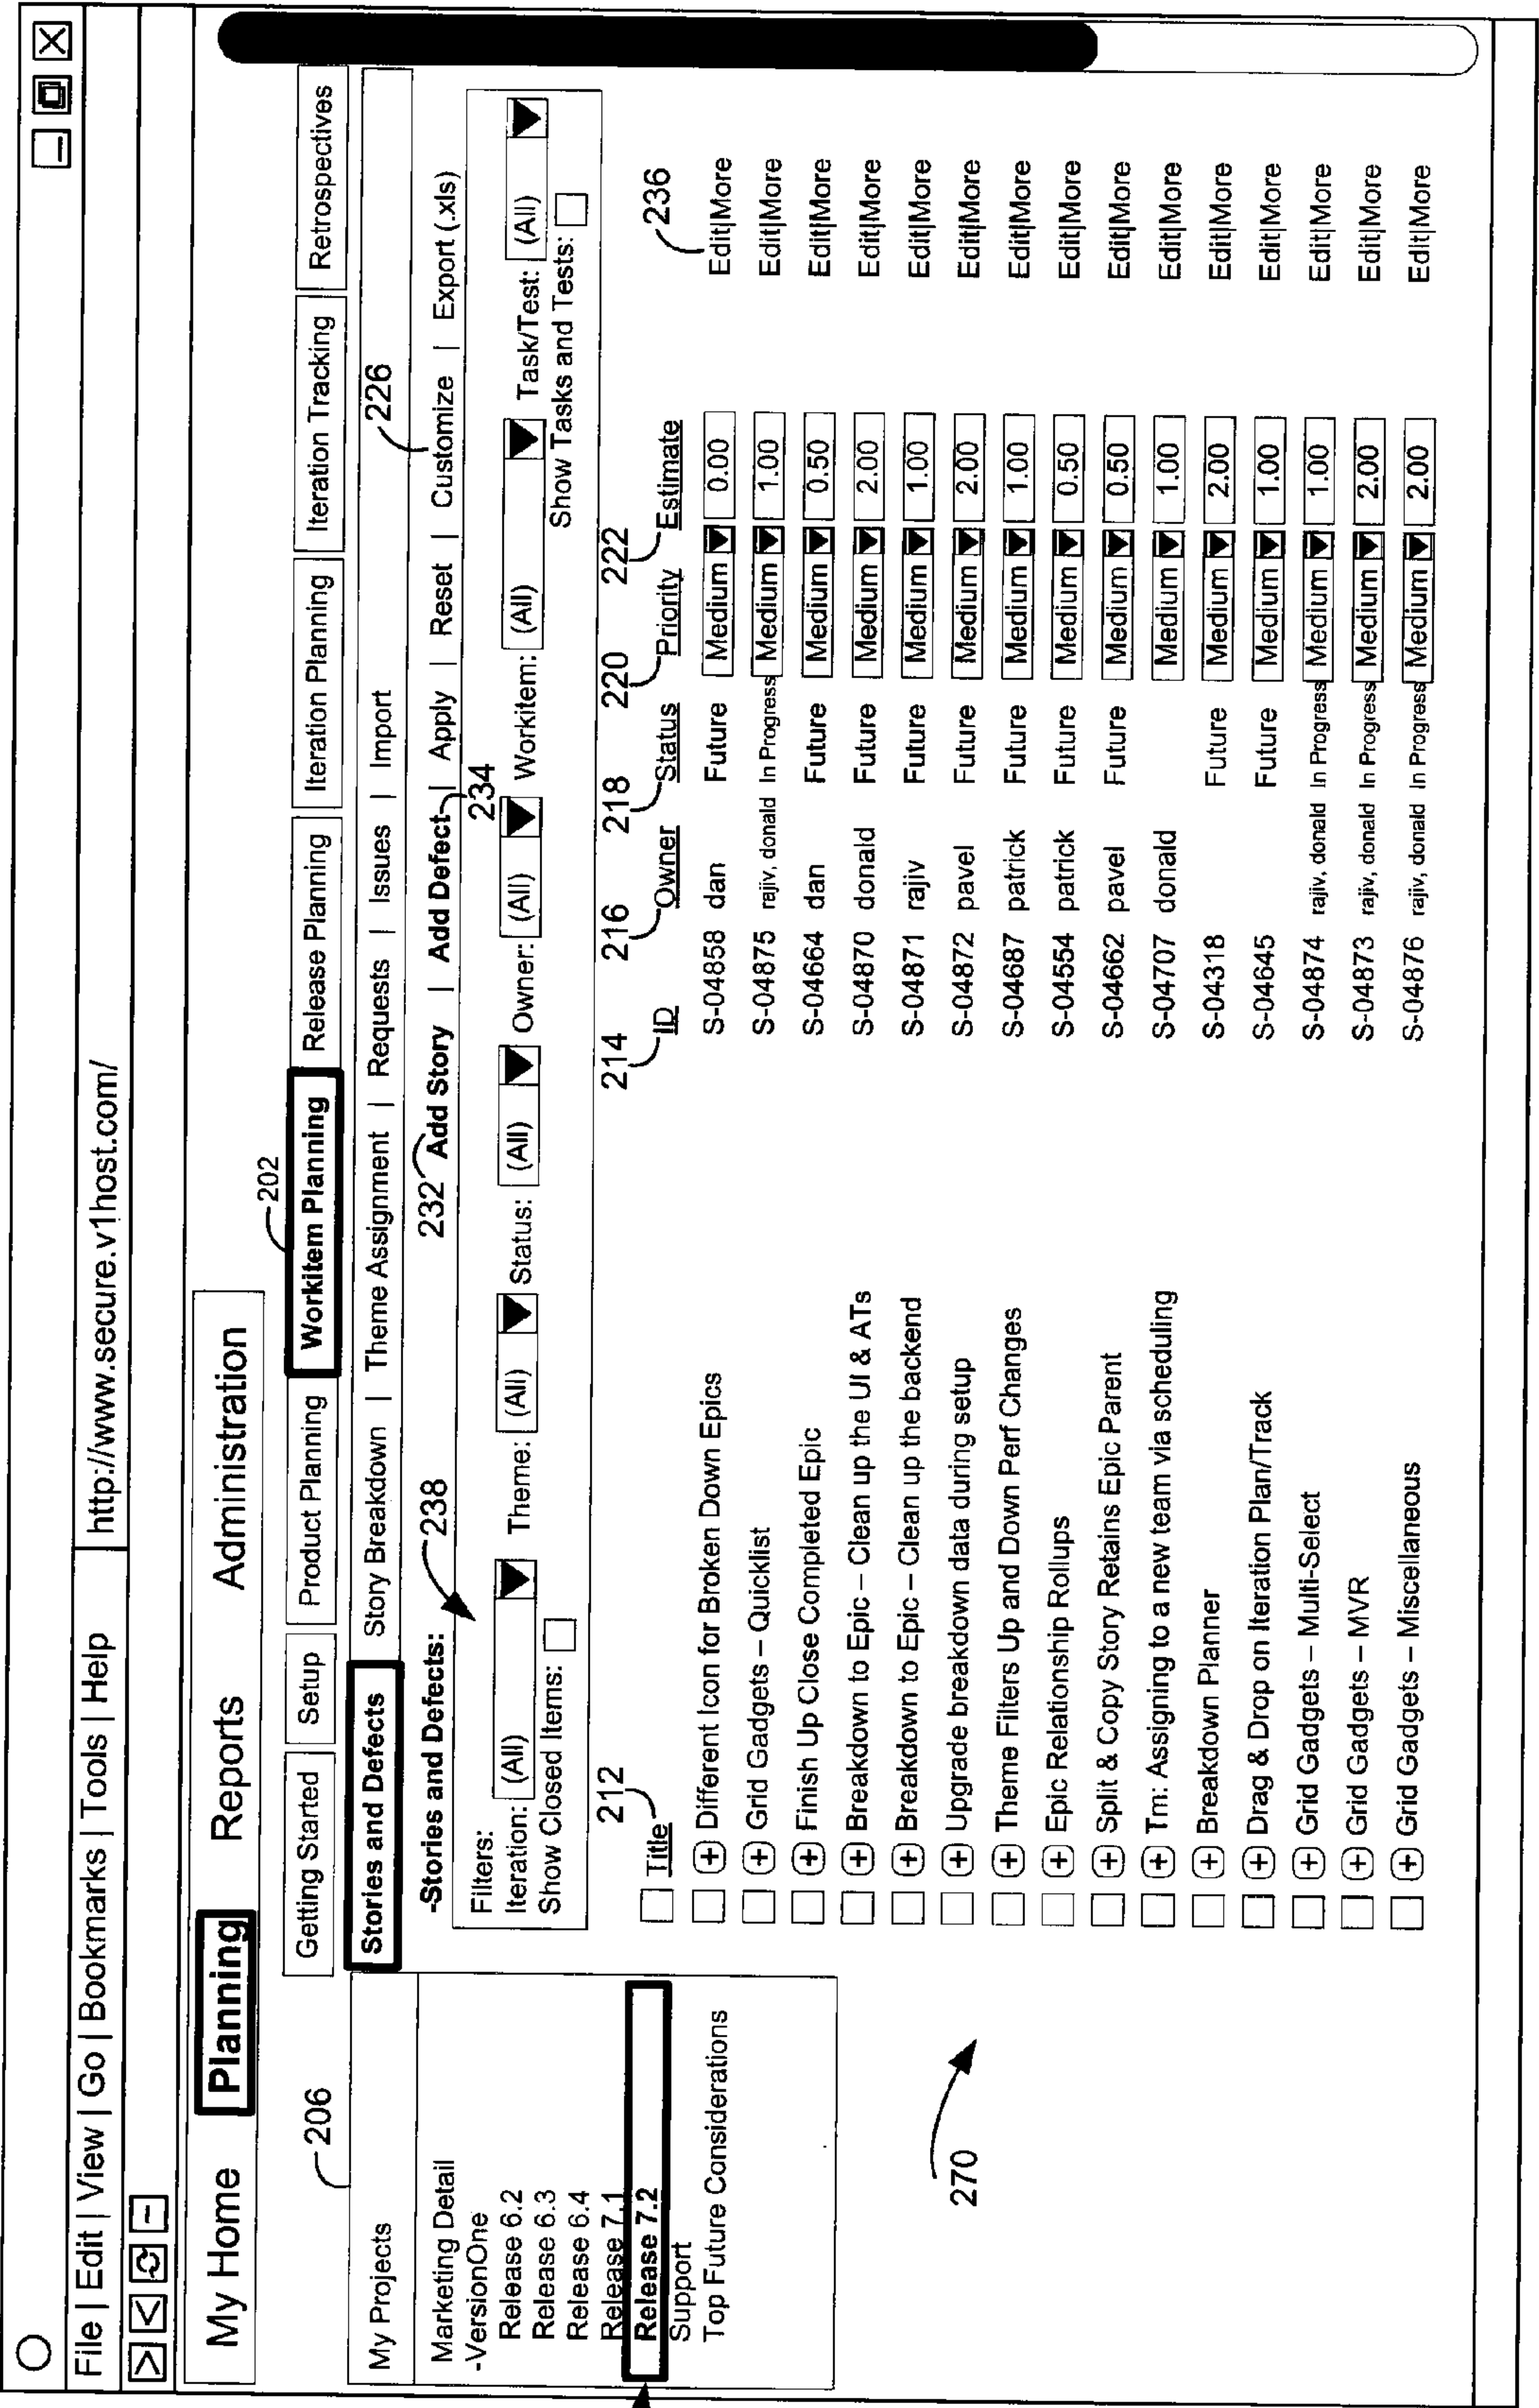 File | Edit | View | Go | Bookmarks | Tools | Help http://www.secure.v1host.com/
My Home Planning Reports Administration
202
Getting Started Setup Product Planning Workitem Planning Release Planning Iteration Planning Iteration Tracking Retrospectives
206
My Projects
Marketing Detail
-VersionOne
Release 6.2
Release 6.3
Release 6.4
Release 7.1
Release 7.2
Support
Top Future Considerations
270
Stories and Defects Story Breakdown | Theme Assignment | Requests | Issues | Import
226
-Stories and Defects: 238 232 Add Story | Add Defect | Apply | Reset | Customize | Export (.xls)
234
Filters:
Iteration: (All) Theme: (All) Status: (All) Owner: (All) Workitem: (All) Task/Test: (All)
Show Closed Items: Show Tasks and Tests:
212 214 216 218 220 222 236
Title ID Owner Status Priority Estimate
+ Different Icon for Broken Down Epics S-04858 dan Future Medium 0.00 Edit|More
+ Grid Gadgets – Quicklist S-04875 rajiv, donald In Progress Medium 1.00 Edit|More
+ Finish Up Close Completed Epic S-04664 dan Future Medium 0.50 Edit|More
+ Breakdown to Epic – Clean up the UI & ATs S-04870 donald Future Medium 2.00 Edit|More
+ Breakdown to Epic – Clean up the backend S-04871 rajiv Future Medium 1.00 Edit|More
+ Upgrade breakdown data during setup S-04872 pavel Future Medium 2.00 Edit|More
+ Theme Filters Up and Down Perf Changes S-04687 patrick Future Medium 1.00 Edit|More
+ Epic Relationship Rollups S-04554 patrick Future Medium 0.50 Edit|More
+ Split & Copy Story Retains Epic Parent S-04662 pavel Future Medium 0.50 Edit|More
+ Tm: Assigning to a new team via scheduling S-04707 donald Medium 1.00 Edit|More
+ Breakdown Planner S-04318 Future Medium 2.00 Edit|More
+ Drag & Drop on Iteration Plan/Track S-04645 Future Medium 1.00 Edit|More
+ Grid Gadgets – Multi-Select S-04874 rajiv, donald In Progress Medium 1.00 Edit|More
+ Grid Gadgets – MVR S-04873 rajiv, donald In Progress Medium 2.00 Edit|More
+ Grid Gadgets – Miscellaneous S-04876 rajiv, donald In Progress Medium 2.00 Edit|More